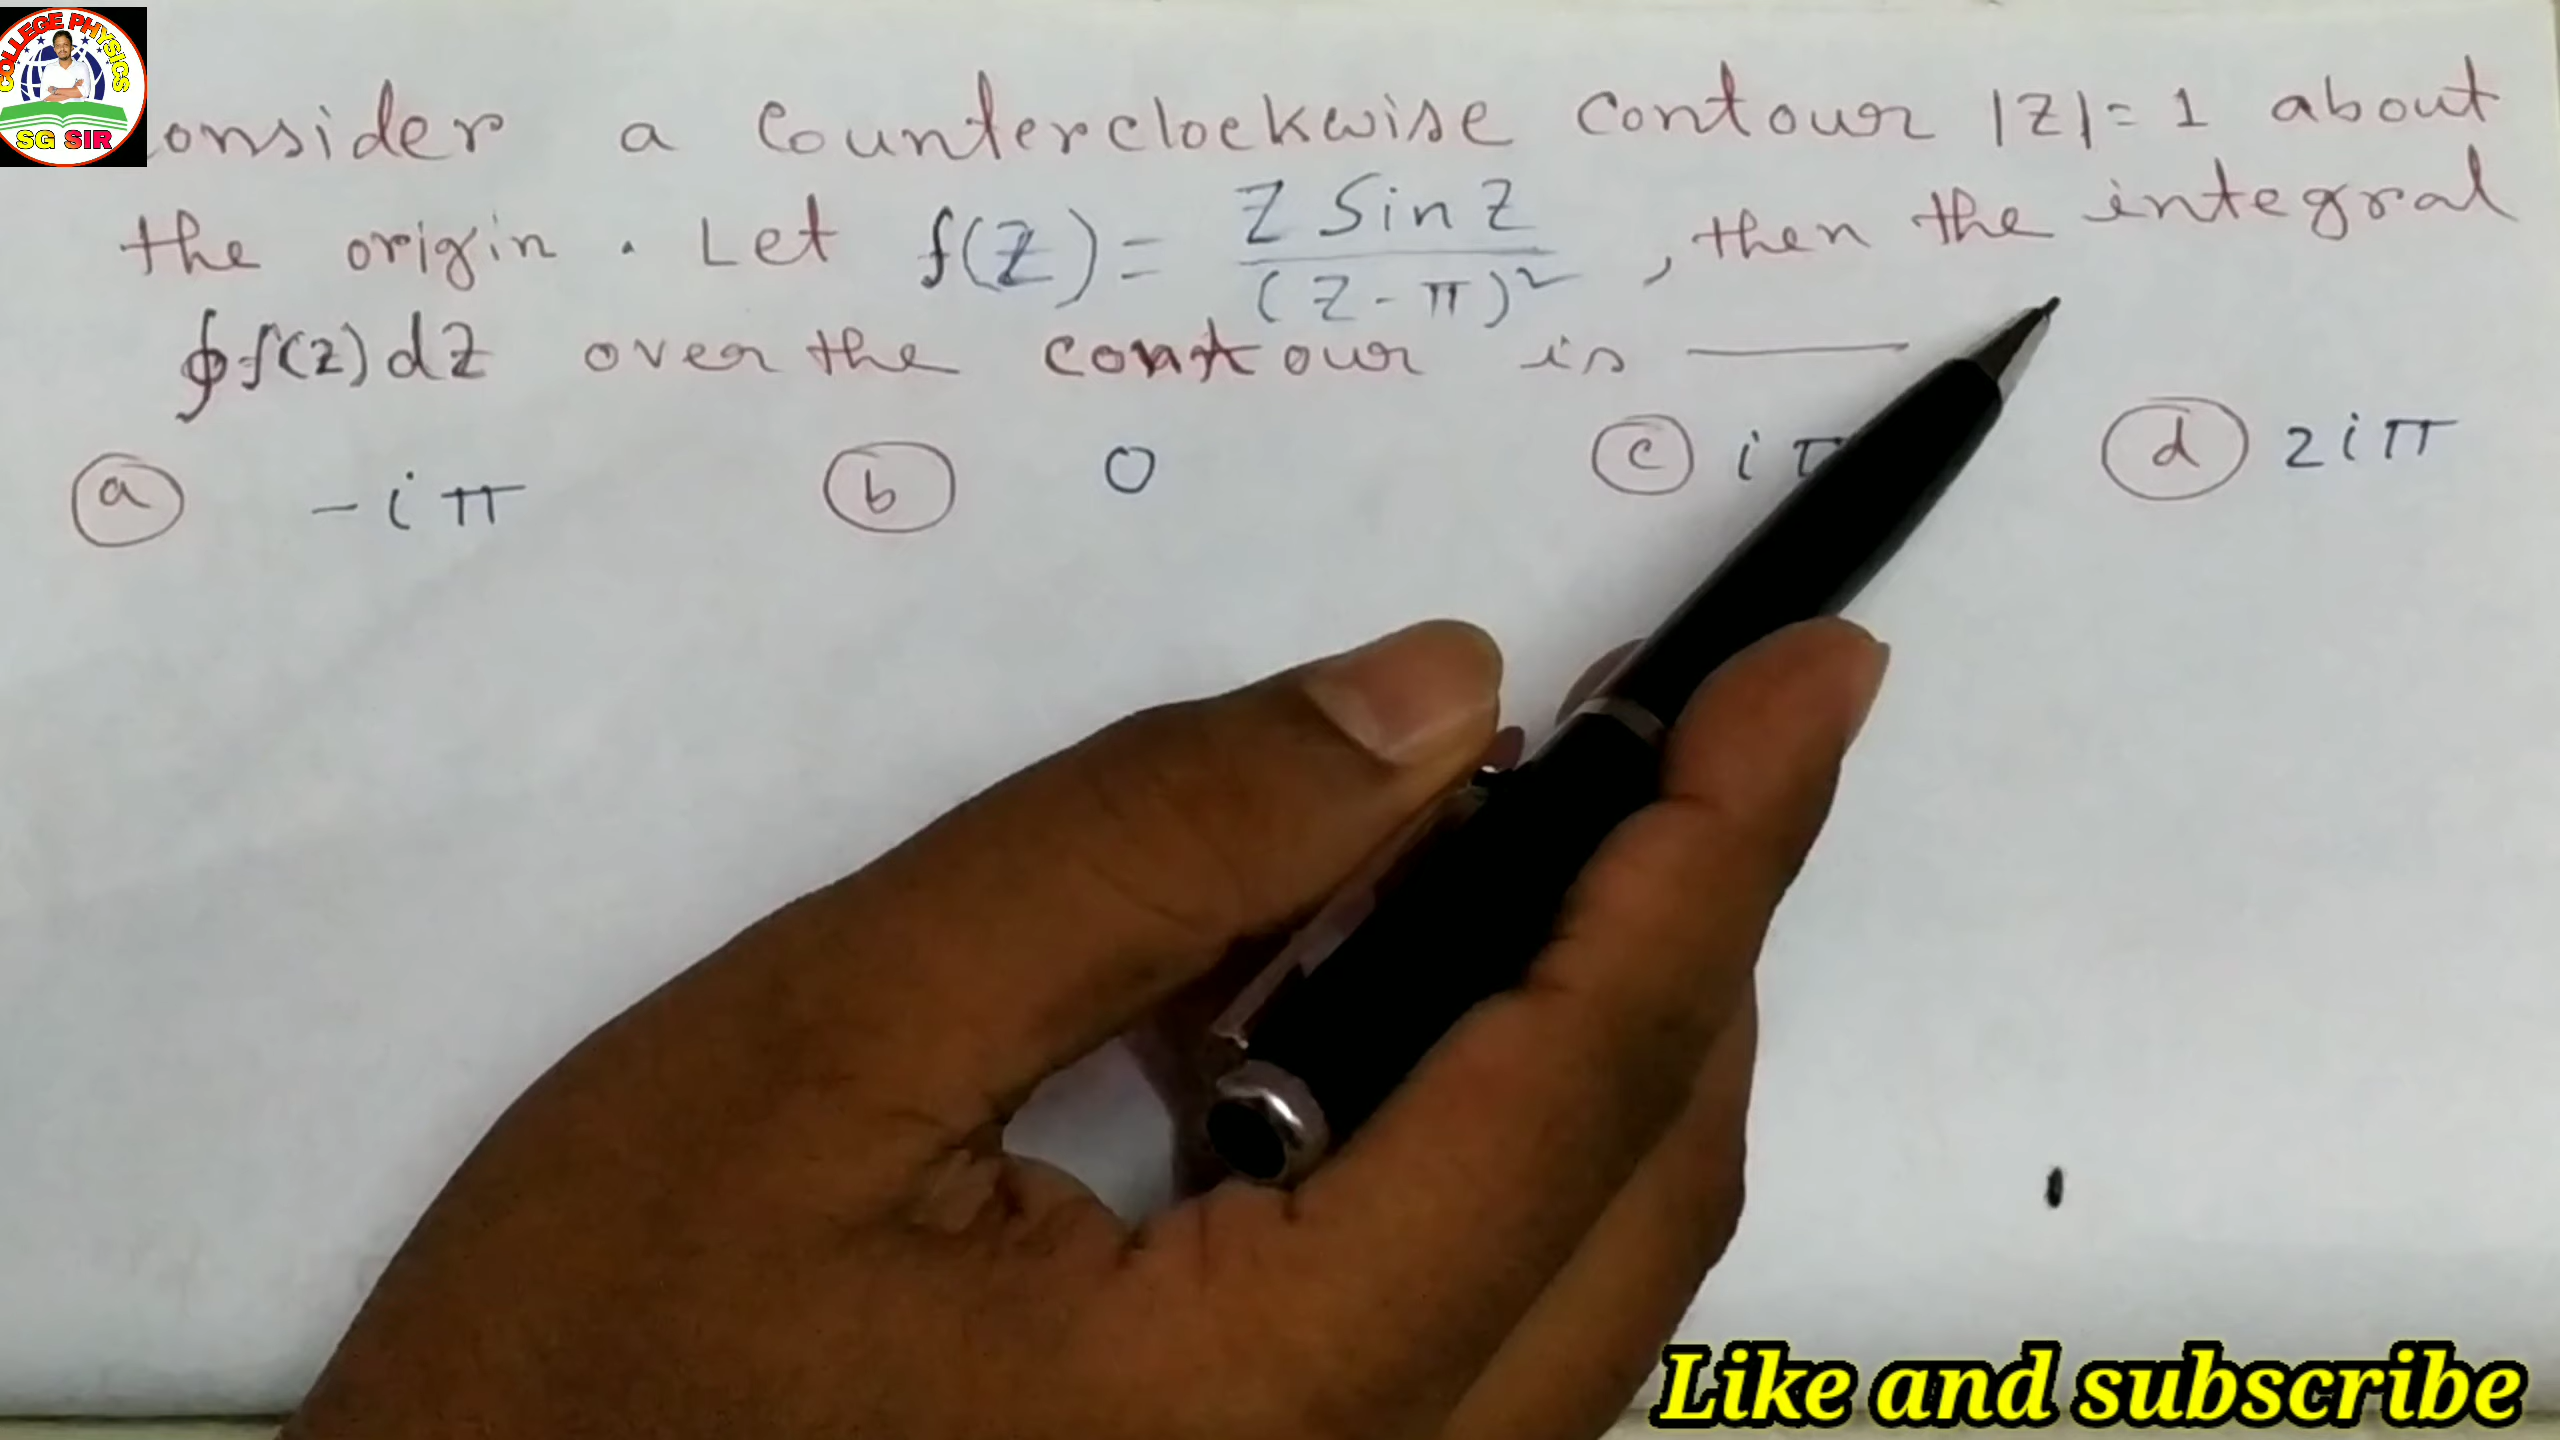 COLLEGE PHYSICS
SG SIR
onsider a counterclockwise contour |z| = 1 about
the origin. Let f(z) = z Sin z / (z - π)² , then the integral
∮f(z)dz over the contour is ———
(a) -iπ (b) 0 (c) iπ (d) 2iπ
Like and subscribe